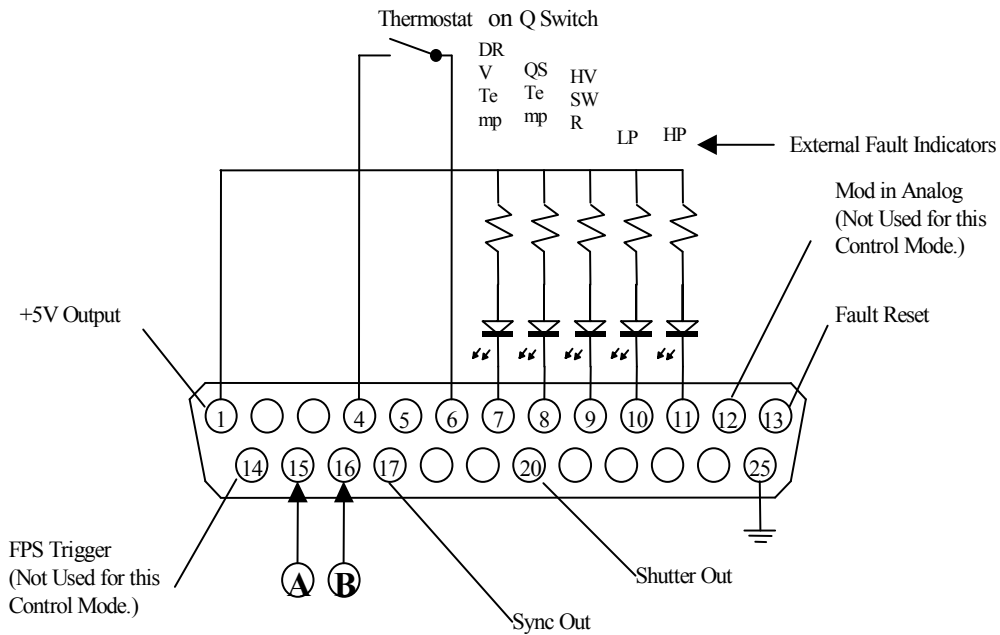 Thermostat on Q Switch
DR
V
Te
mp
QS
Te
mp
HV
SW
R
LP
HP
External Fault Indicators
Mod in Analog
(Not Used for this
Control Mode.)
+5V Output
Fault Reset
1 4 5 6 7 8 9 10 11 12 13
14 15 16 17 20 25
FPS Trigger
(Not Used for this
Control Mode.)
A B
Shutter Out
Sync Out